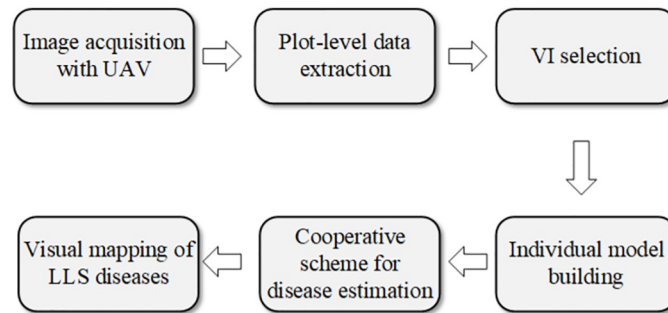 Image acquisition
with UAV
Plot-level data
extraction
VI selection
Individual model
building
Cooperative
scheme for
disease estimation
Visual mapping of
LLS diseases